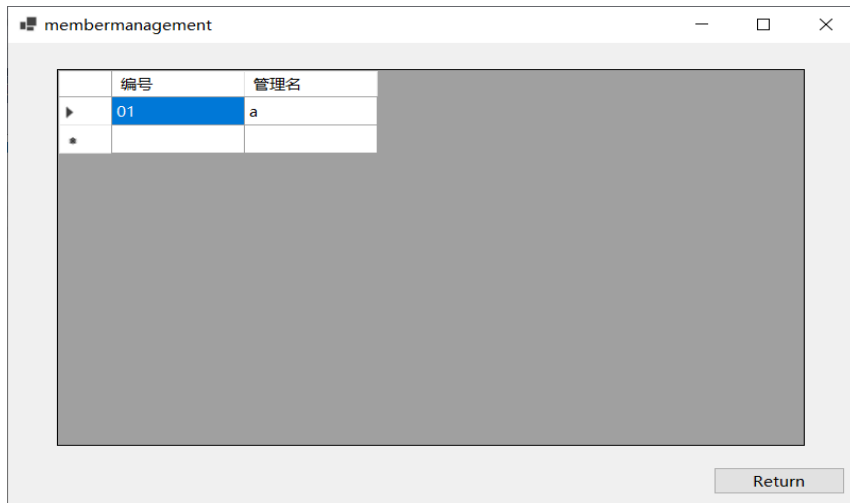 membermanagement
编号 管理名
01 a
Return